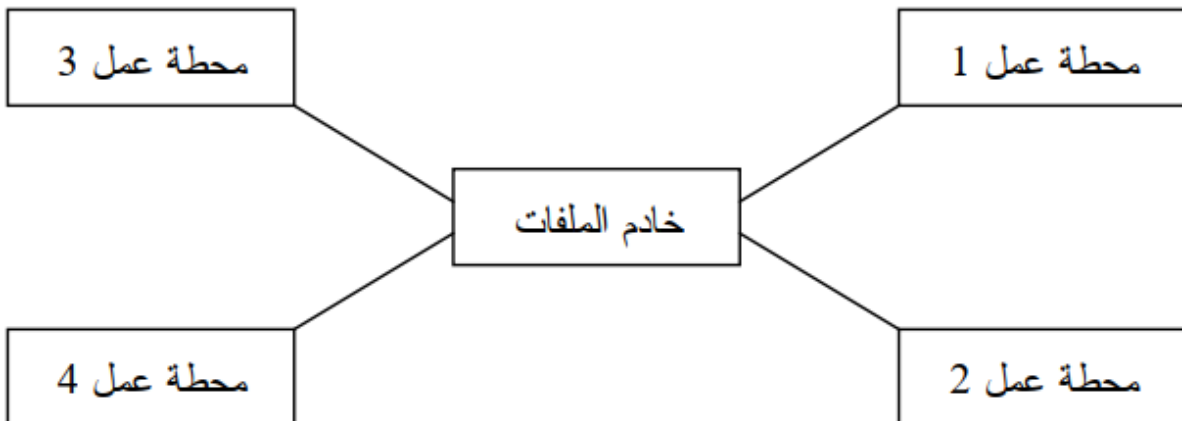 محطة عمل 1
محطة عمل 3
خادم الملفات
محطة عمل 2
محطة عمل 4